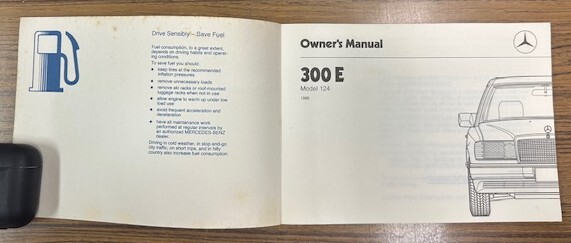 Drive Sensibly - Save Fuel
Fuel consumption, to a great extent,
depends on driving habits and operat-
ing conditions.
To save fuel you should:
• keep tires at the recommended
inflation pressures
• remove unnecessary loads
• remove ski racks or roof-mounted
luggage racks when not in use
• allow engine to warm up under low
load use
• avoid frequent acceleration and
deceleration
• have all maintenance work
performed at regular intervals by
an authorized MERCEDES-BENZ
dealer.
Driving in cold weather, in stop-and-go
city traffic, on short trips, and in hilly
country also increase fuel consumption.
Owner's Manual
300 E
Model 124